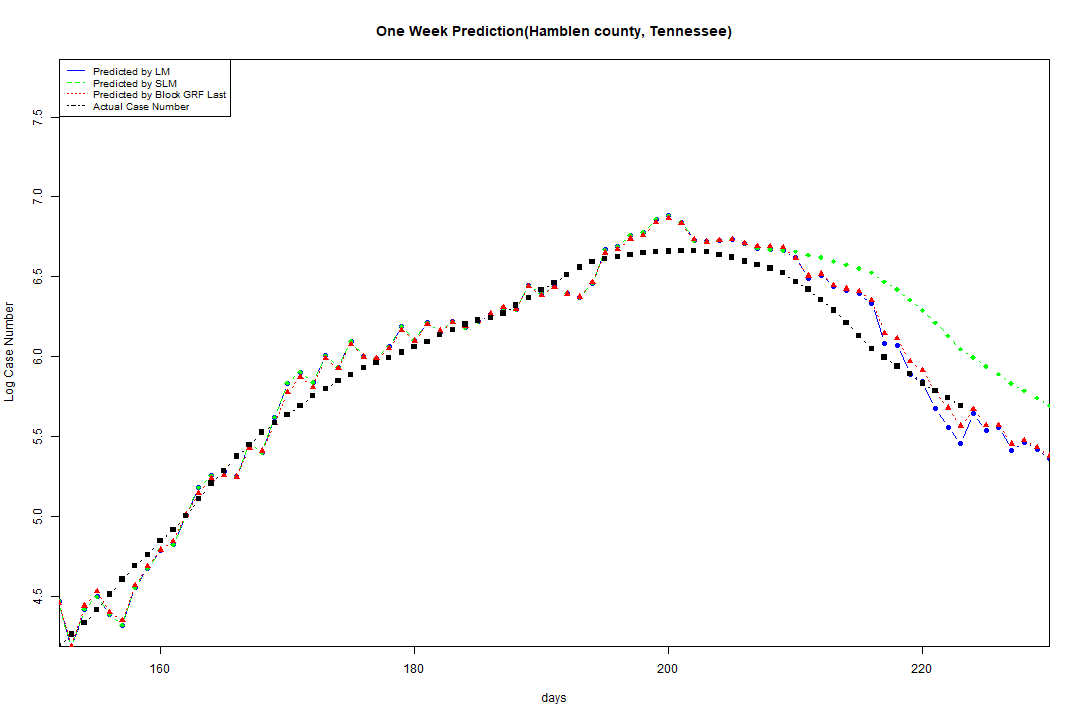 One Week Prediction(Hamblen county, Tennessee)
Predicted by LM
Predicted by SLM
Predicted by Block GRF Last
Actual Case Number
7.5
7.0
6.5
6.0
5.5
5.0
4.5
Log Case Number
160 180 200 220
days